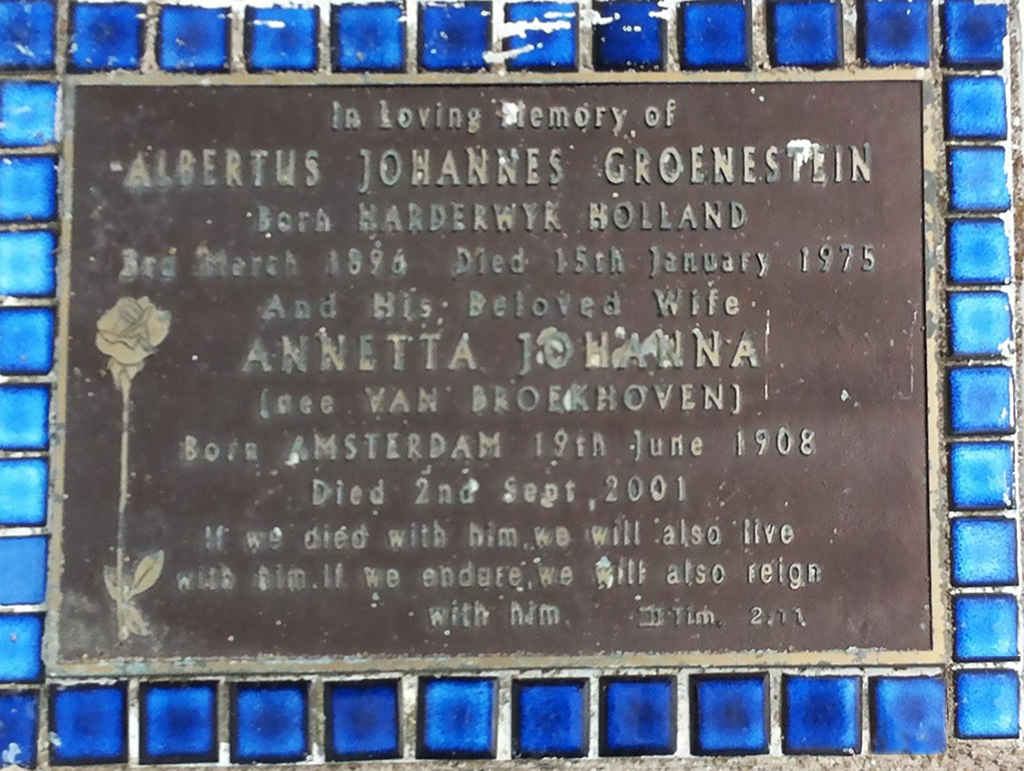 In Loving Memory of
ALBERTUS JOHANNES GROENESTEIN
Born HARDERWYK HOLLAND
3rd March 1896 Died 15th January 1975
And His Beloved Wife
ANNETTA JOHANNA
(nee VAN BROEKHOVEN)
Born AMSTERDAM 19th June 1908
Died 2nd Sept, 2001
If we died with him, we will also live
with him. If we endure, we will also reign
with him. II Tim. 2.11